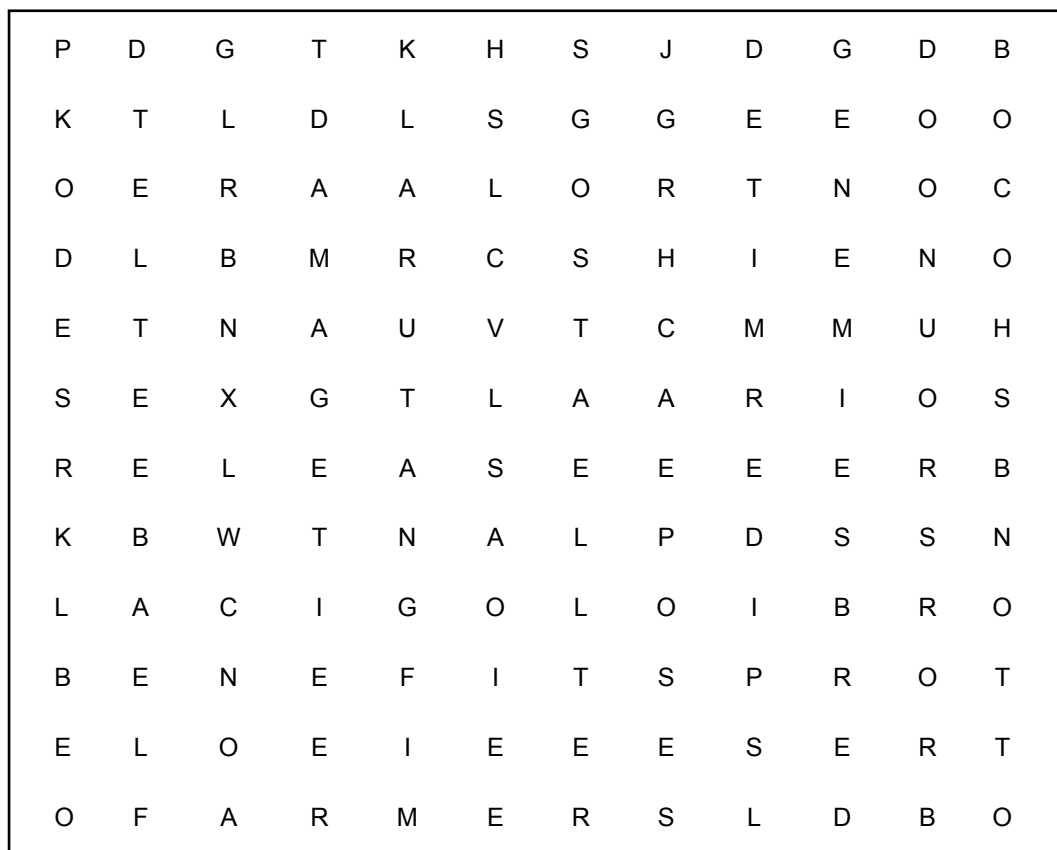 P D G T K H S J D G D B
K T L D L S G G E E O O
O E R A A L O R T N O C
D L B M R C S H I E N O
E T N A U V T C M M U H
S E X G T L A A R I O S
R E L E A S E E E E R B
K B W T N A L P D S S N
L A C I G O L O I B R O
B E N E F I T S P R O T
E L O E I E E E S E R T
O F A R M E R S L D B O